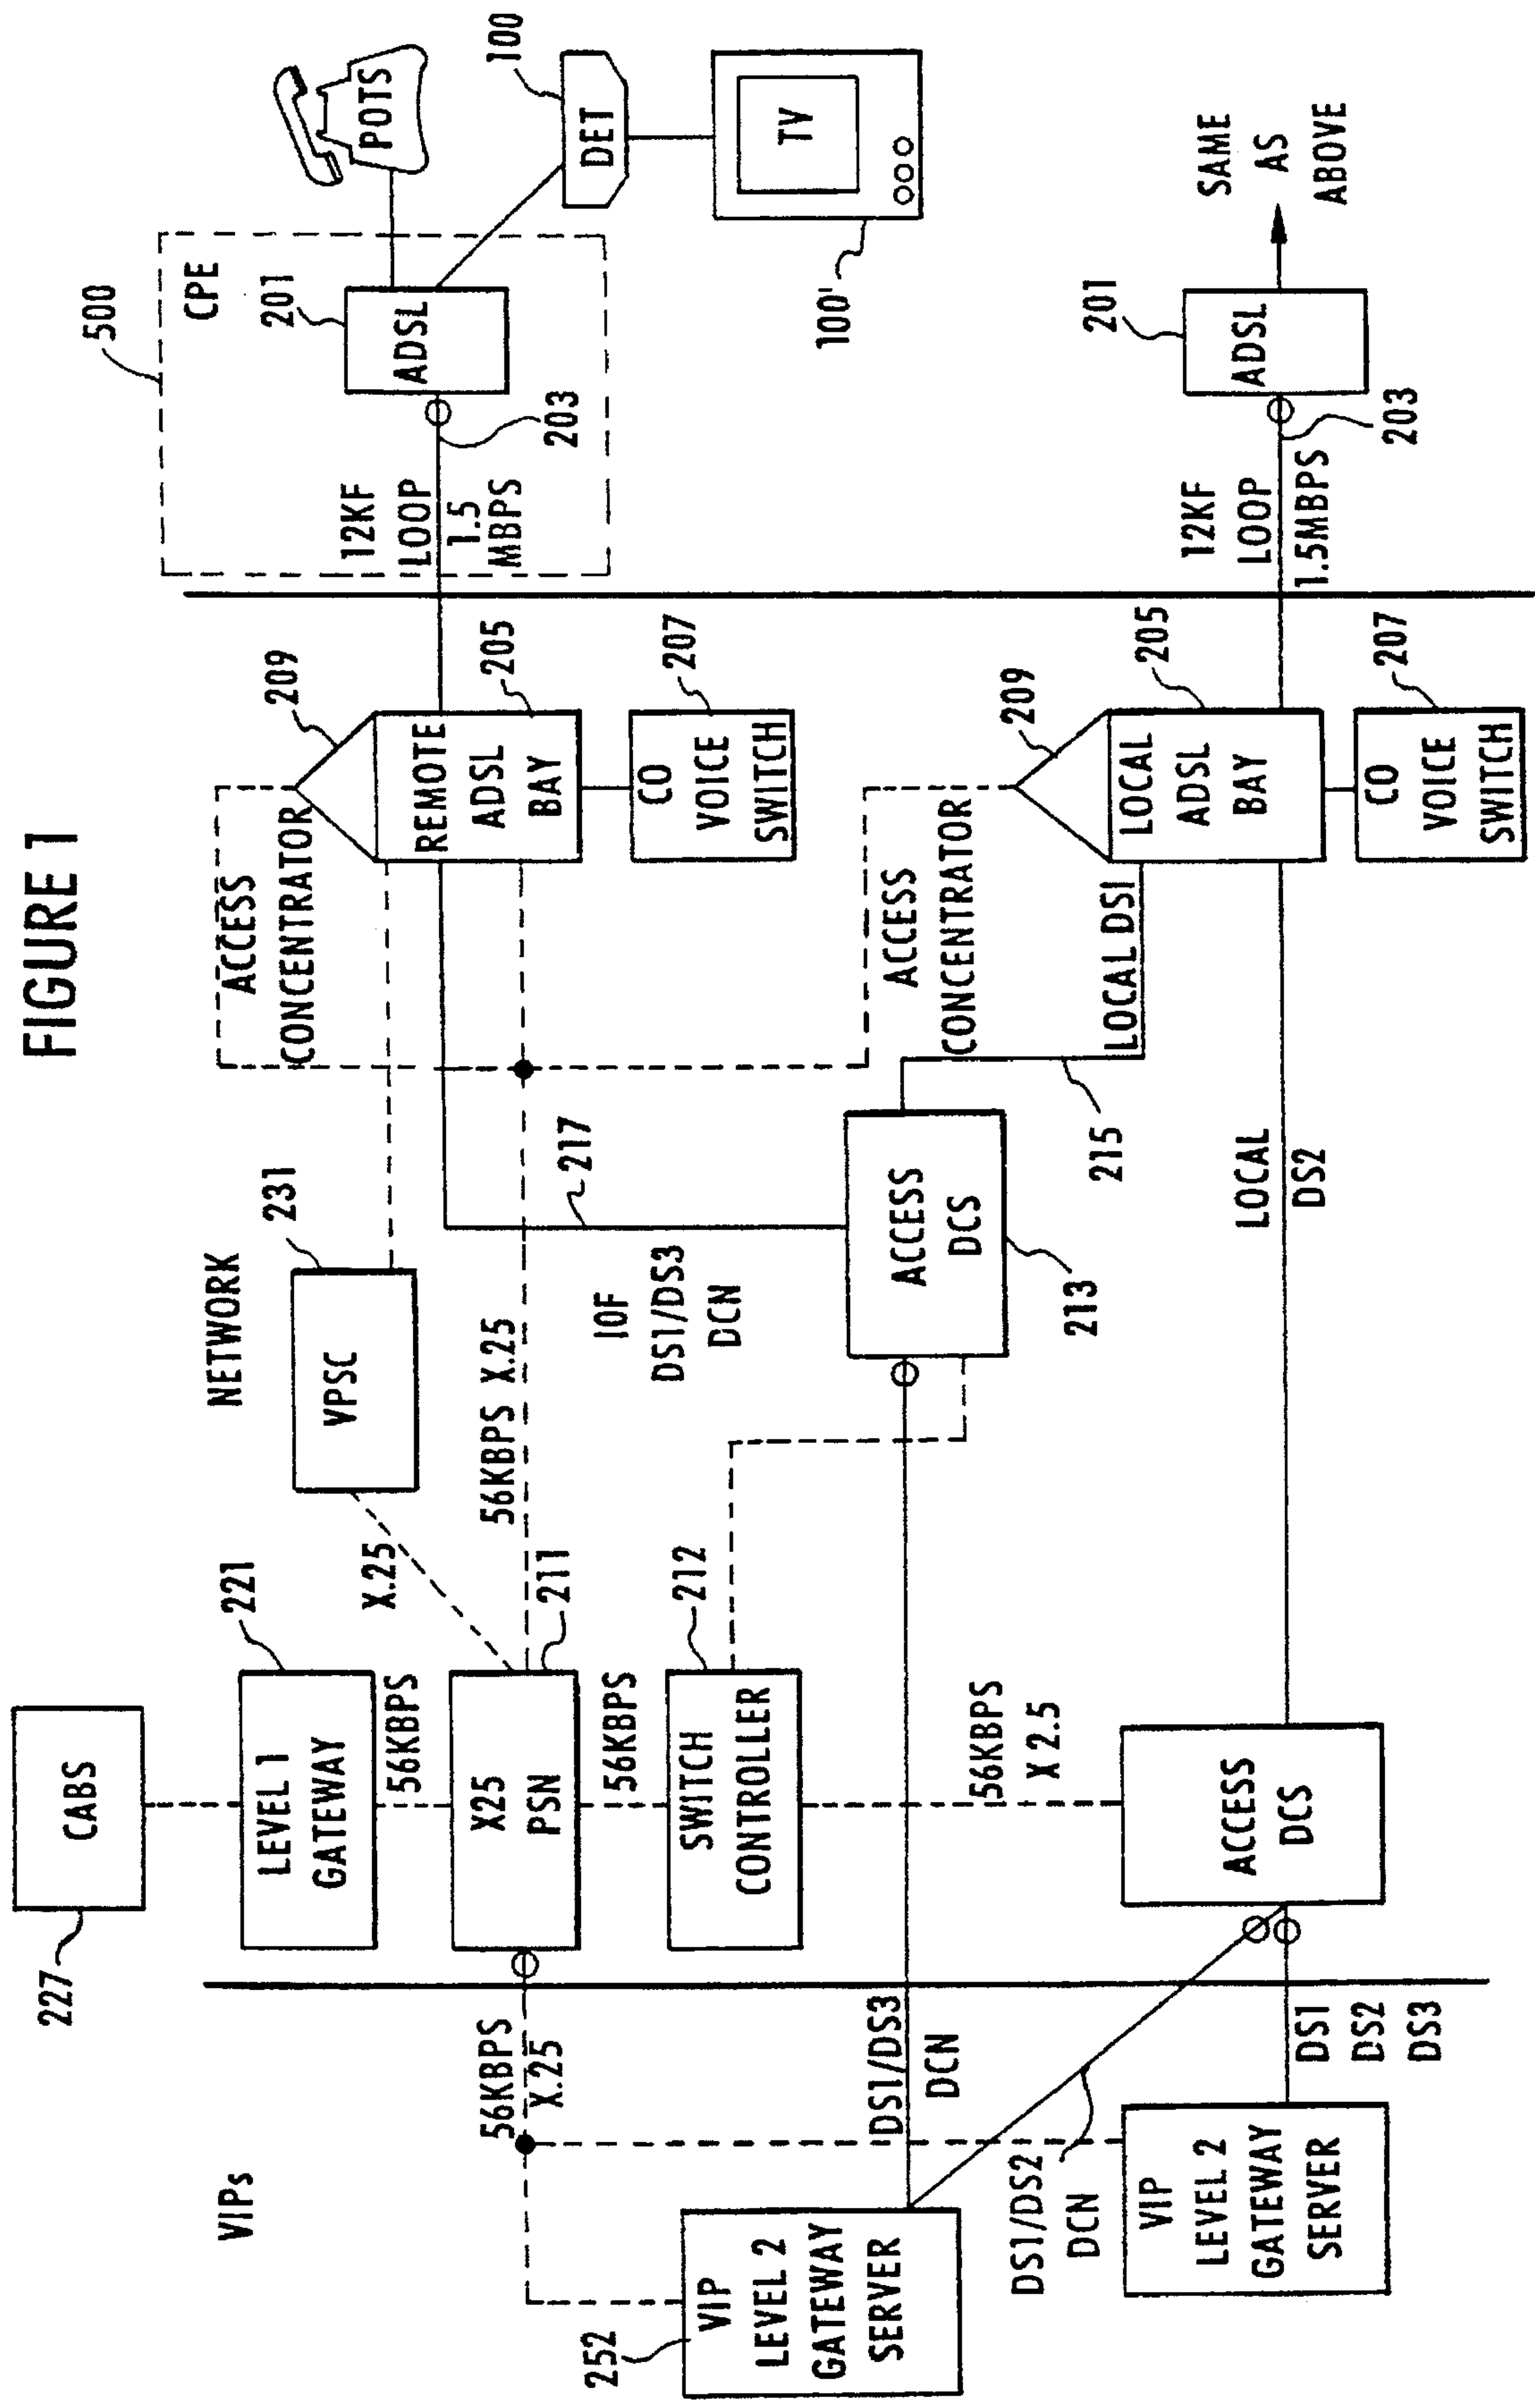 FIGURE 1
VIPs
NETWORK
500
CPE
CABS
227
LEVEL 1
GATEWAY
221
56KBPS
X25
PSN
211
56KBPS
SWITCH
CONTROLLER
212
56KBPS
X 2.5
ACCESS
DCS
X.25
VPSC
231
56KBPS X.25
56KBPS
X.25
VIP
LEVEL 2
GATEWAY
SERVER
252
DS1/DS3
DCN
DS1/DS2
DCN
VIP
LEVEL 2
GATEWAY
SERVER
DS1
DS2
DS3
217
IOF
DS1/DS3
DCN
ACCESS
DCS
213
215
LOCAL DS1
LOCAL
DS2
ACCESS
CONCENTRATOR
209
REMOTE
ADSL
BAY
205
CO
VOICE
SWITCH
207
ACCESS
CONCENTRATOR
209
LOCAL
ADSL
BAY
205
CO
VOICE
SWITCH
207
12KF
LOOP
1.5
MBPS
203
ADSL
201
POTS
DET
100
TV
100'
12KF
LOOP
1.5MBPS
203
ADSL
201
SAME
AS
ABOVE